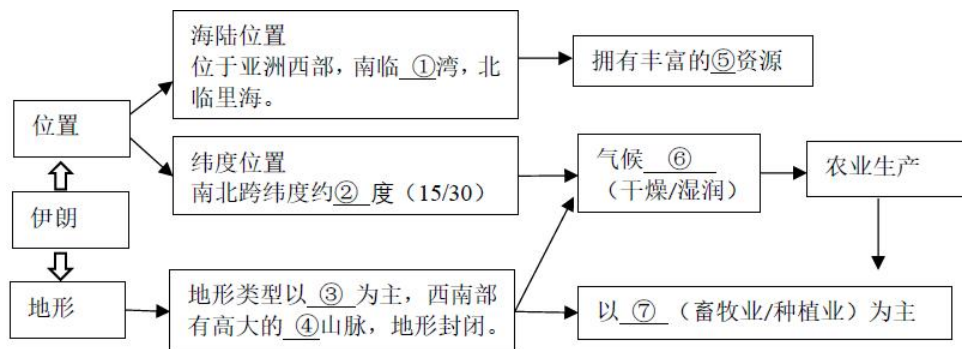 海陆位置
位于亚洲西部，南临 ① 湾，北
临里海。
拥有丰富的⑤资源
位置
纬度位置
南北跨纬度约② 度（15/30）
气候 ⑥
（干燥/湿润）
农业生产
伊朗
地形
地形类型以 ③ 为主，西南部
有高大的 ④山脉，地形封闭。
以 ⑦ （畜牧业/种植业）为主